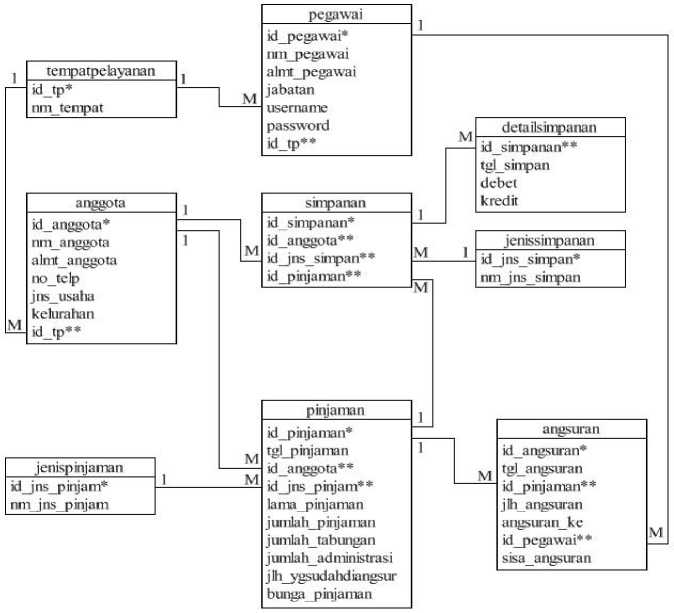 pegawai
id_pegawai*
nm_pegawai
almt_pegawai
jabatan
username
password
id_tp**
1
1
tempatpelayanan
id_tp*
nm_tempat
1
M
detailsimpanan
id_simpanan**
tgl_simpan
debet
kredit
M
anggota
id_anggota*
nm_anggota
almt_anggota
no_telp
jns_usaha
kelurahan
id_tp**
1
1
M
simpanan
id_simpanan*
id_anggota**
id_jns_simpan**
id_pinjaman**
M
1
M
1
M
jenissimpanan
id_jns_simpan*
nm_jns_simpan
pinjaman
id_pinjaman*
tgl_pinjaman
id_anggota**
id_jns_pinjam**
lama_pinjaman
jumlah_pinjaman
jumlah_tabungan
jumlah_administrasi
jlh_ygsudahdiangsur
bunga_pinjaman
M
M
1
1
jenispinjaman
id_jns_pinjam*
nm_jns_pinjam
1
angsuran
id_angsuran*
tgl_angsuran
id_pinjaman**
jlh_angsuran
angsuran_ke
id_pegawai**
sisa_angsuran
M
M